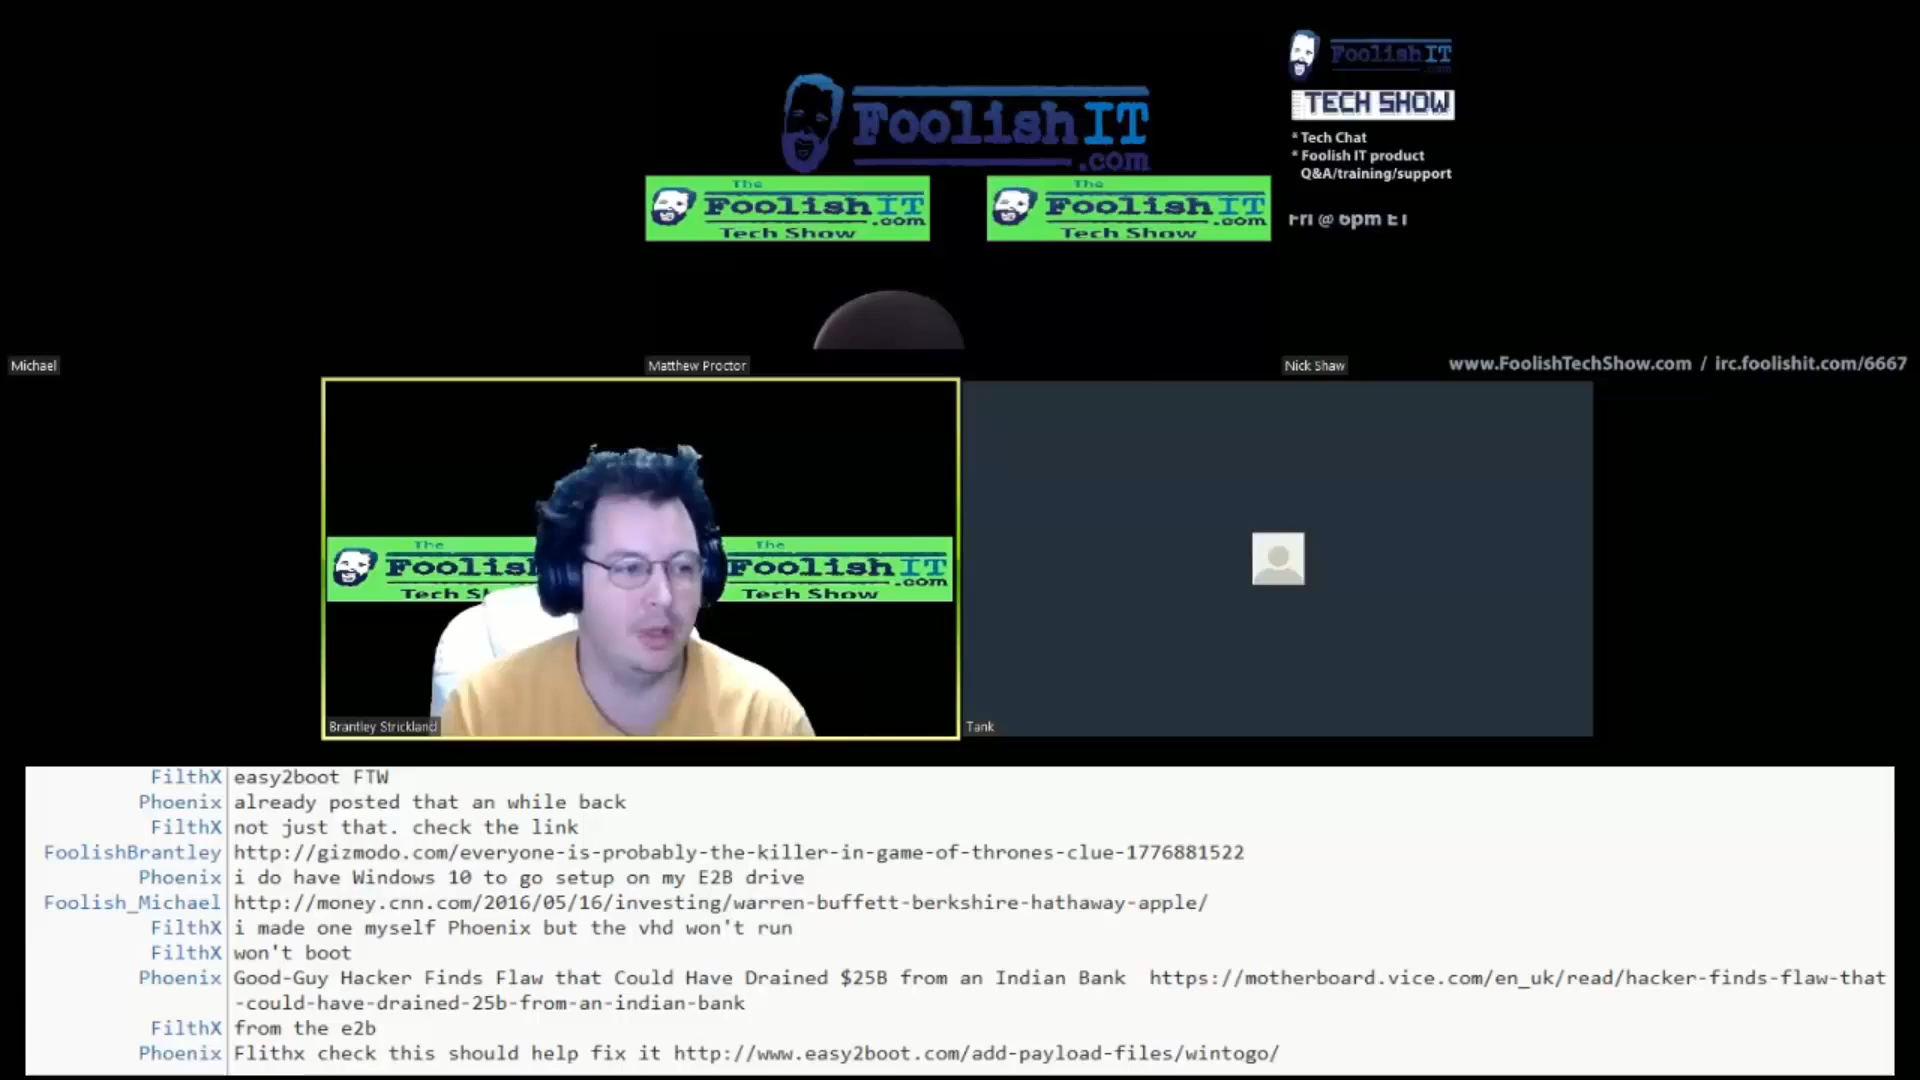 FoolishIT
.com
FoolishIT
.com
TECH SHOW
* Tech Chat
* Foolish IT product
Q&A/training/support
Fri @ 6pm ET
The
FoolishIT
.com
Tech Show
The
FoolishIT
.com
Tech Show
Michael
Matthew Proctor
Nick Shaw
www.FoolishTechShow.com / irc.foolishit.com/6667
The
Foolish
Tech S
The
FoolishIT
.com
Tech Show
Brantley Strickland
Tank
FilthX easy2boot FTW
Phoenix already posted that an while back
FilthX not just that. check the link
FoolishBrantley http://gizmodo.com/everyone-is-probably-the-killer-in-game-of-thrones-clue-1776881522
Phoenix i do have Windows 10 to go setup on my E2B drive
Foolish_Michael http://money.cnn.com/2016/05/16/investing/warren-buffett-berkshire-hathaway-apple/
FilthX i made one myself Phoenix but the vhd won't run
FilthX won't boot
Phoenix Good-Guy Hacker Finds Flaw that Could Have Drained $25B from an Indian Bank https://motherboard.vice.com/en_uk/read/hacker-finds-flaw-that
-could-have-drained-25b-from-an-indian-bank
FilthX from the e2b
Phoenix Flithx check this should help fix it http://www.easy2boot.com/add-payload-files/wintogo/